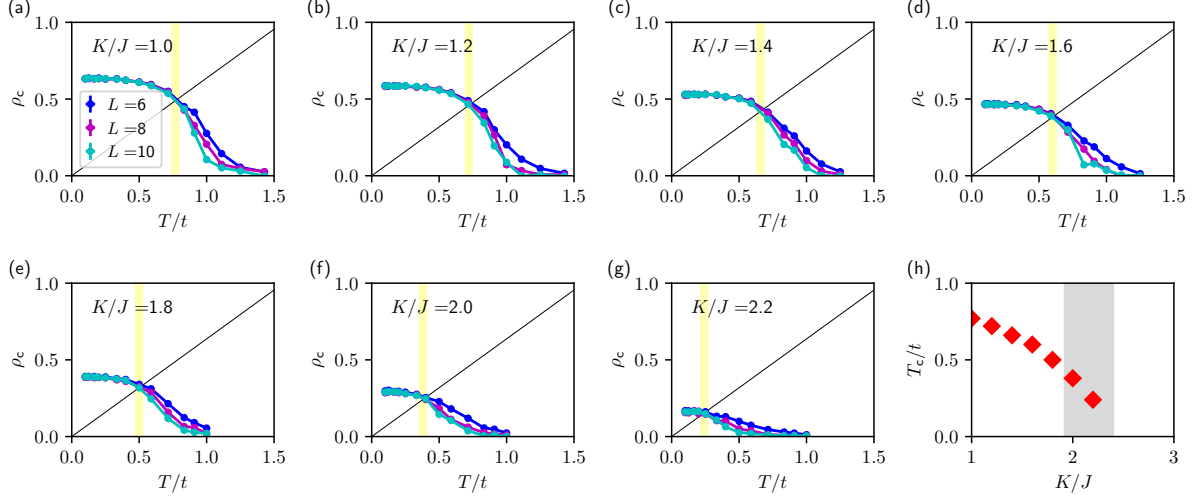 (a)
1.0
0.5
0.0
ρc
K/J =1.0
L =6
L =8
L =10
0.0 0.5 1.0 1.5
T/t
(b)
1.0
0.5
0.0
ρc
K/J =1.2
0.0 0.5 1.0 1.5
T/t
(c)
1.0
0.5
0.0
ρc
K/J =1.4
0.0 0.5 1.0 1.5
T/t
(d)
1.0
0.5
0.0
ρc
K/J =1.6
0.0 0.5 1.0 1.5
T/t
(e)
1.0
0.5
0.0
ρc
K/J =1.8
0.0 0.5 1.0 1.5
T/t
(f)
1.0
0.5
0.0
ρc
K/J =2.0
0.0 0.5 1.0 1.5
T/t
(g)
1.0
0.5
0.0
ρc
K/J =2.2
0.0 0.5 1.0 1.5
T/t
(h)
1.0
0.5
0.0
Tc/t
1 2 3
K/J